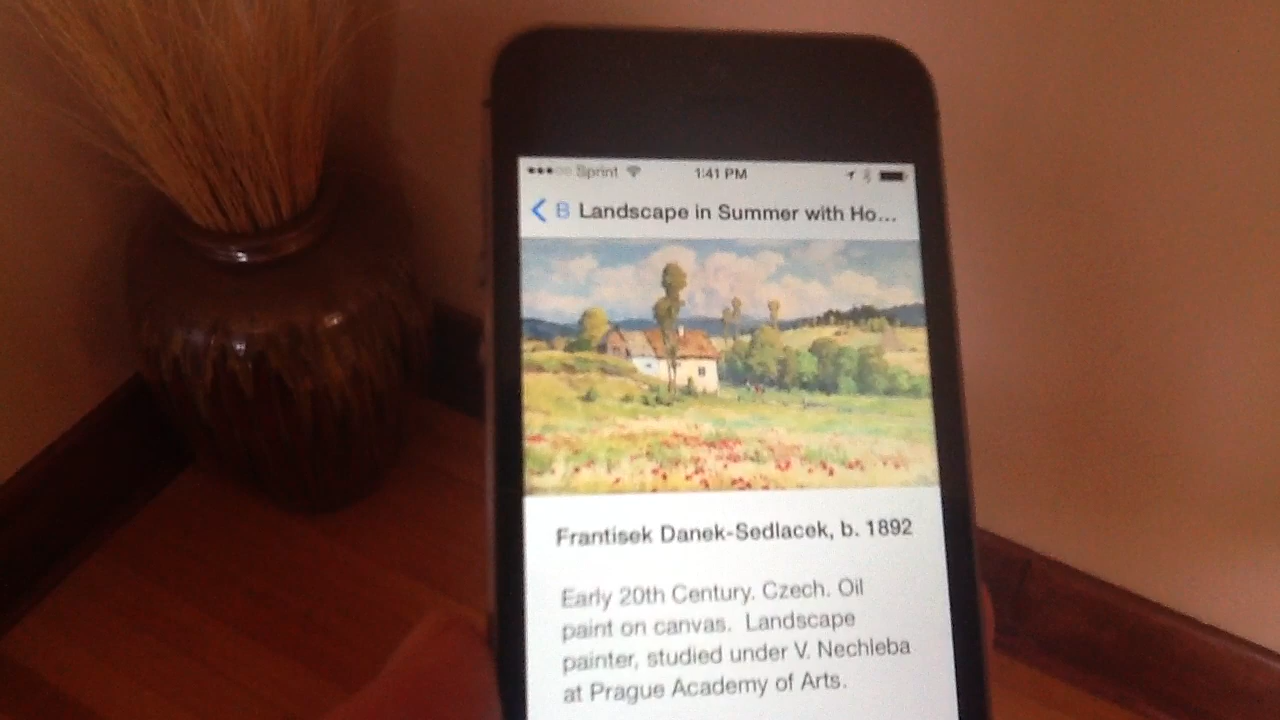 Sprint 1:41 PM
B Landscape in Summer with Ho...
Frantisek Danek-Sedlacek, b. 1892
Early 20th Century. Czech. Oil
paint on canvas. Landscape
painter, studied under V. Nechleba
at Prague Academy of Arts.